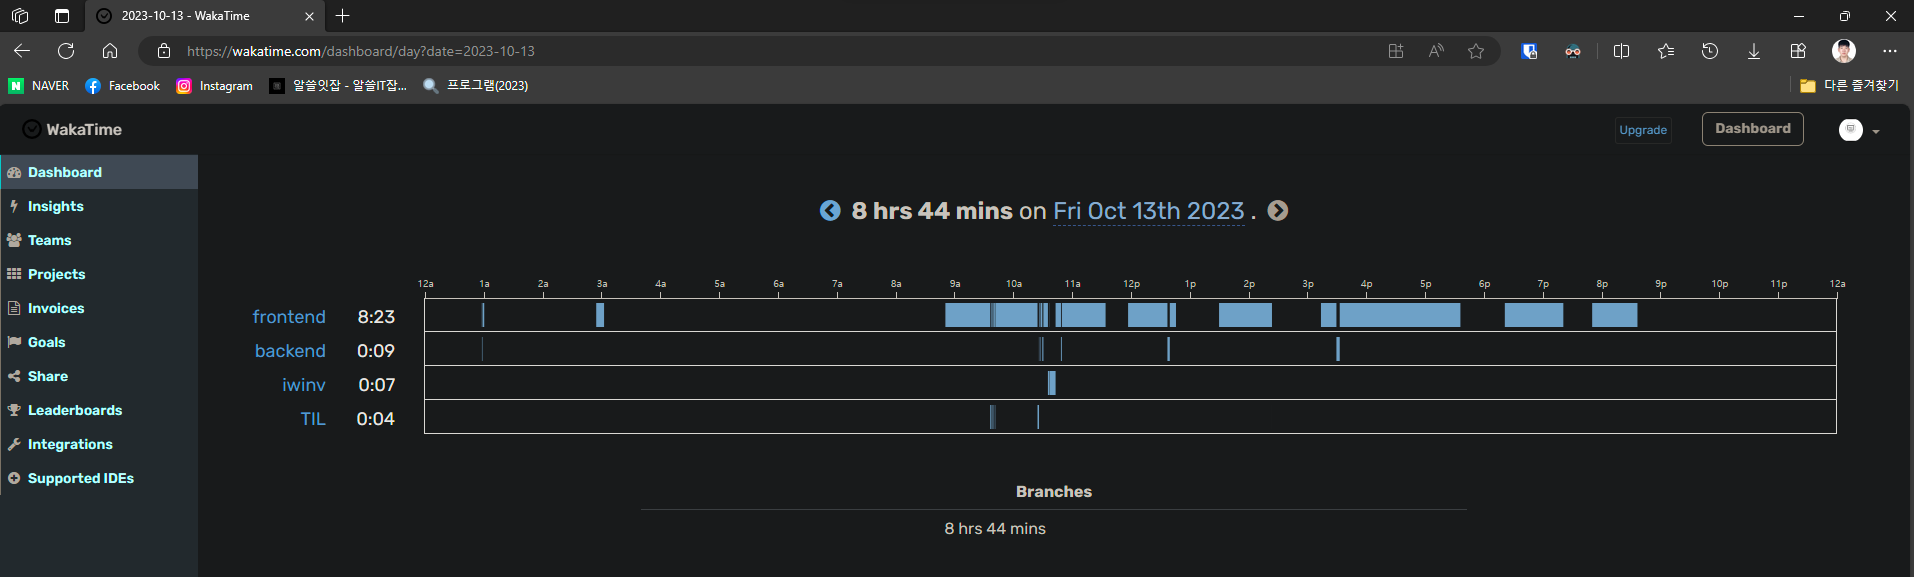 2023-10-13 - WakaTime
https://wakatime.com/dashboard/day?date=2023-10-13
NAVER Facebook Instagram 알쓸잇잡 - 알쓸IT잡... 프로그램(2023) 다른 즐겨찾기
WakaTime Upgrade Dashboard
Dashboard
Insights
Teams
Projects
Invoices
Goals
Share
Leaderboards
Integrations
Supported IDEs
8 hrs 44 mins on Fri Oct 13th 2023 .
12a 1a 2a 3a 4a 5a 6a 7a 8a 9a 10a 11a 12p 1p 2p 3p 4p 5p 6p 7p 8p 9p 10p 11p 12a
frontend 8:23
backend 0:09
iwinv 0:07
TIL 0:04
Branches
8 hrs 44 mins